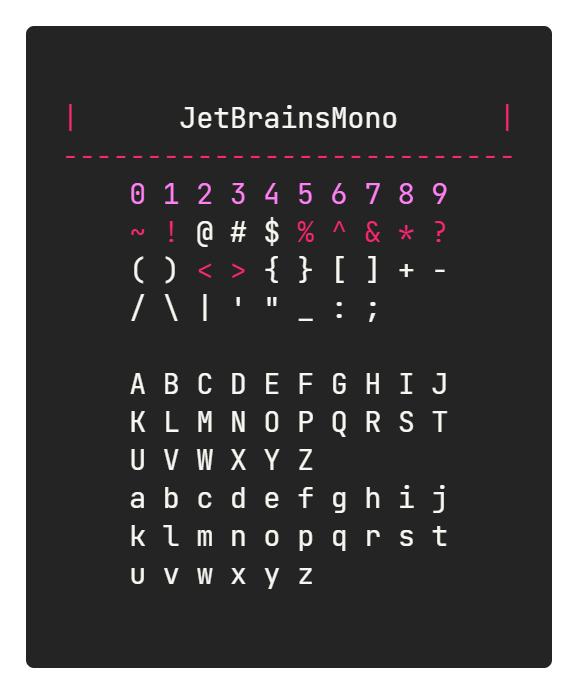 |      JetBrainsMono      |
---------------------------
0 1 2 3 4 5 6 7 8 9
~ ! @ # $ % ^ & * ?
( ) < > { } [ ] + -
/ \ | ' " _ : ;
A B C D E F G H I J
K L M N O P Q R S T
U V W X Y Z
a b c d e f g h i j
k l m n o p q r s t
u v w x y z